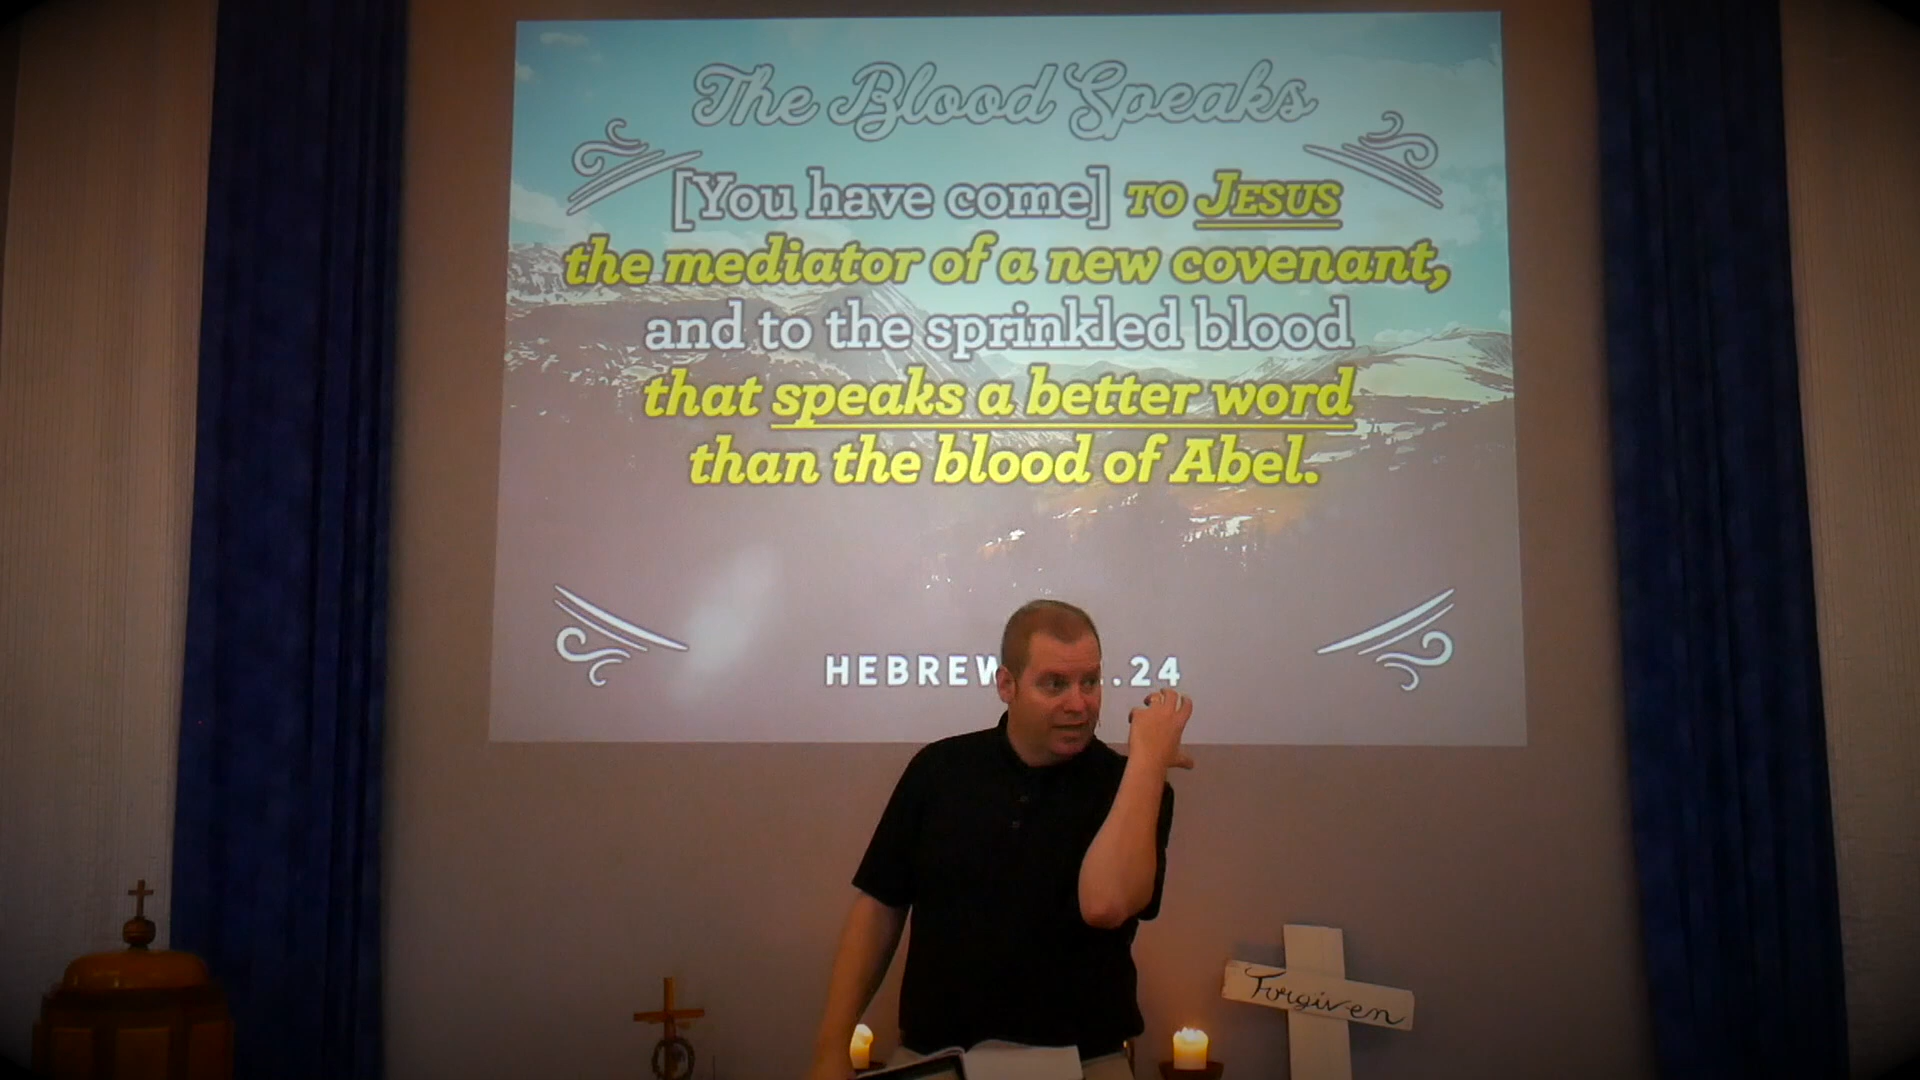 The Blood Speaks
[You have come] TO JESUS
the mediator of a new covenant,
and to the sprinkled blood
that speaks a better word
than the blood of Abel.
HEBREW .24
Forgiven